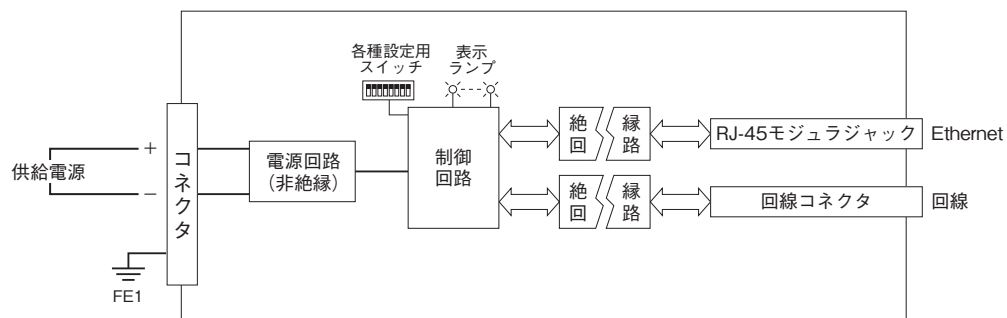 各種設定用
スイッチ
表示
ランプ
供給電源
+
−
コネクタ
FE1
電源回路
(非絶縁)
制御
回路
絶 縁
回 路
RJ-45モジュラジャック
Ethernet
絶 縁
回 路
回線コネクタ
回線